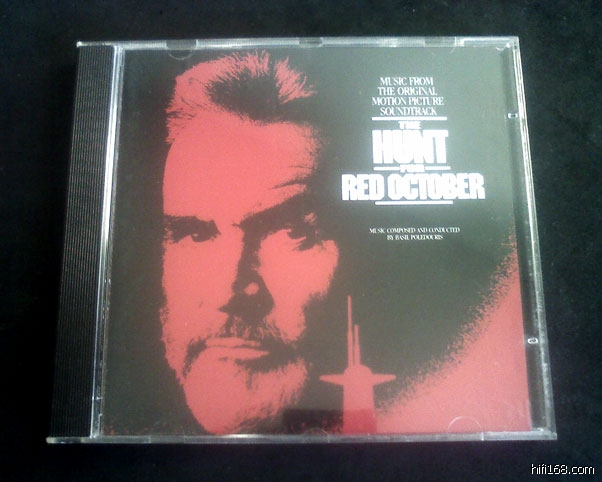 MUSIC FROM
THE ORIGINAL
MOTION PICTURE
SOUNDTRACK
THE
HUNT
FOR
RED OCTOBER
MUSIC COMPOSED AND CONDUCTED
BY BASIL POLEDOURIS
hifi168.com